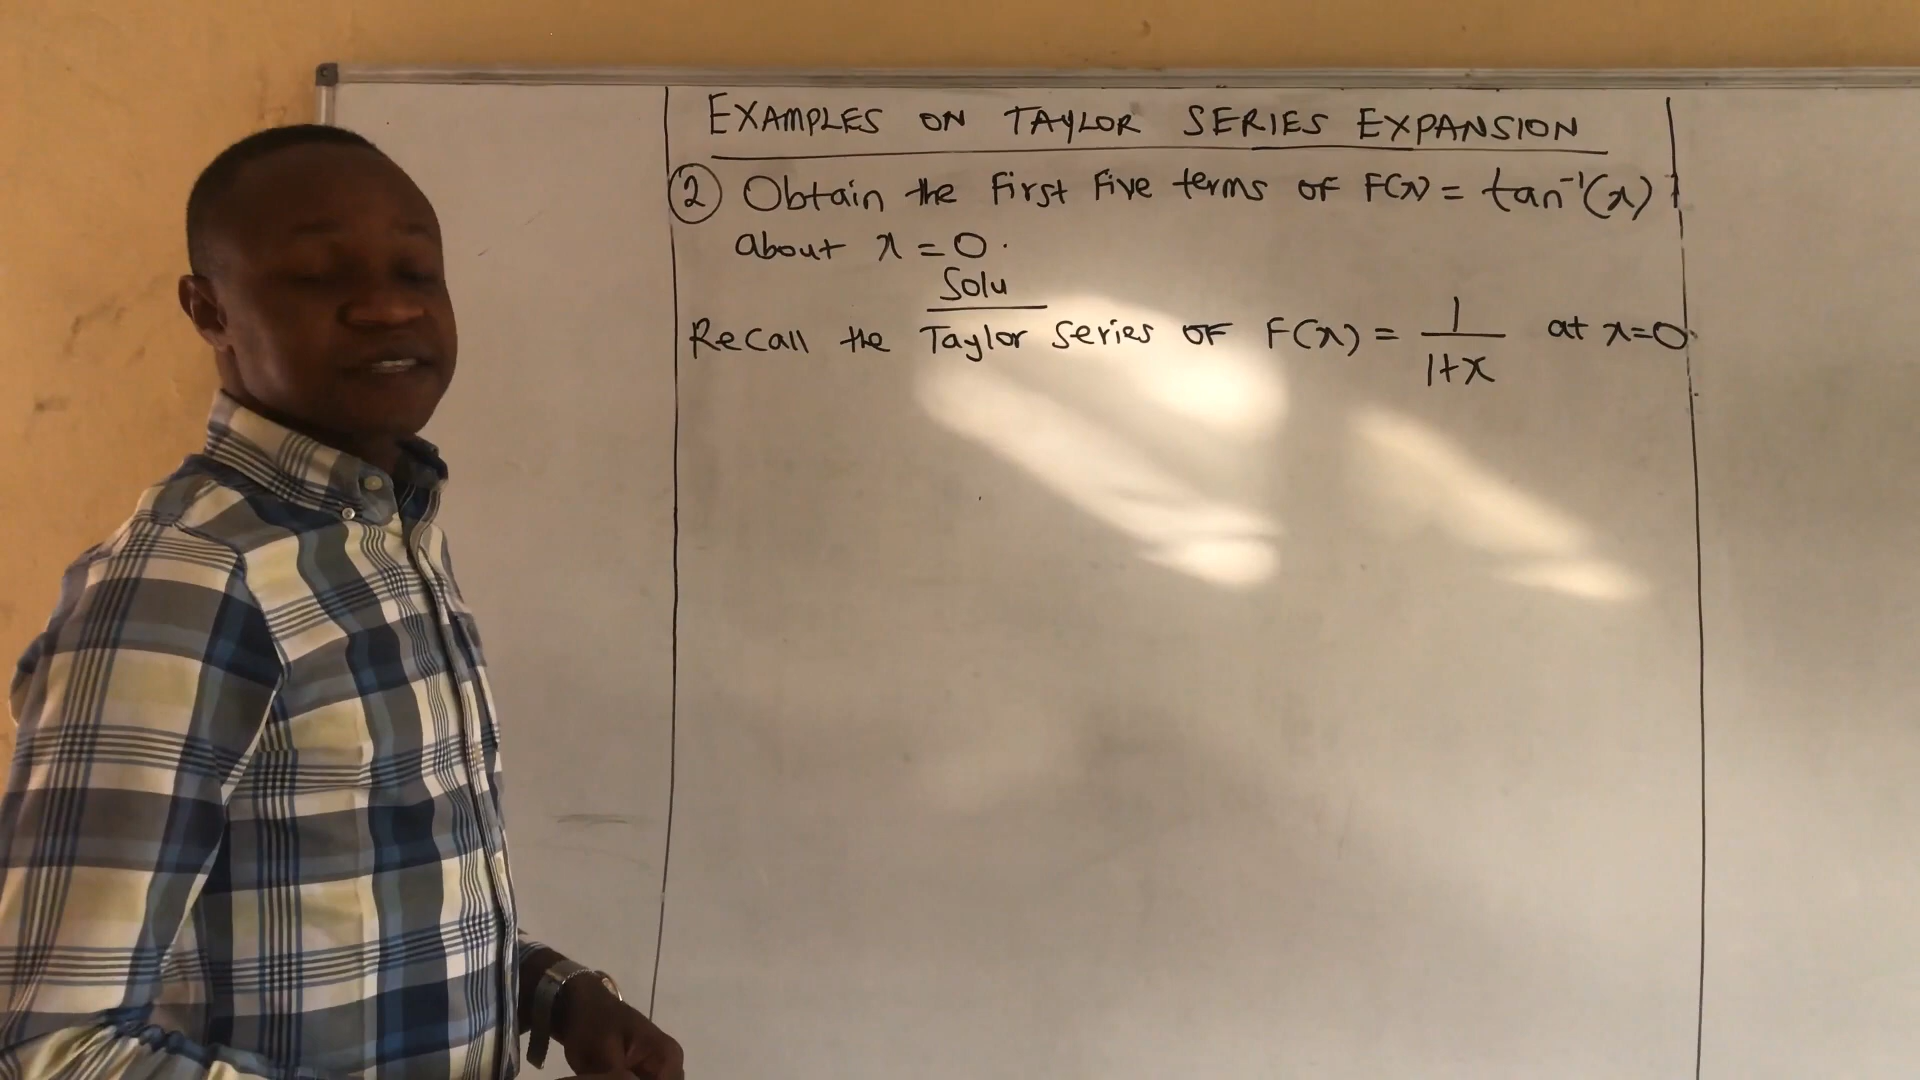 EXAMPLES ON TAYLOR SERIES EXPANSION
② Obtain the First Five terms OF F(x) = tan⁻¹(x)
about x = 0.
Solu
Recall the Taylor Series OF F(x) = 1/(1+x) at x=0.